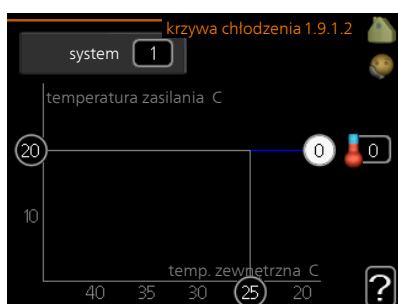 krzywa chłodzenia 1.9.1.2
system 1
temperatura zasilania C
20
0
0
10
temp. zewnętrzna C
40 35 30 25 20
?